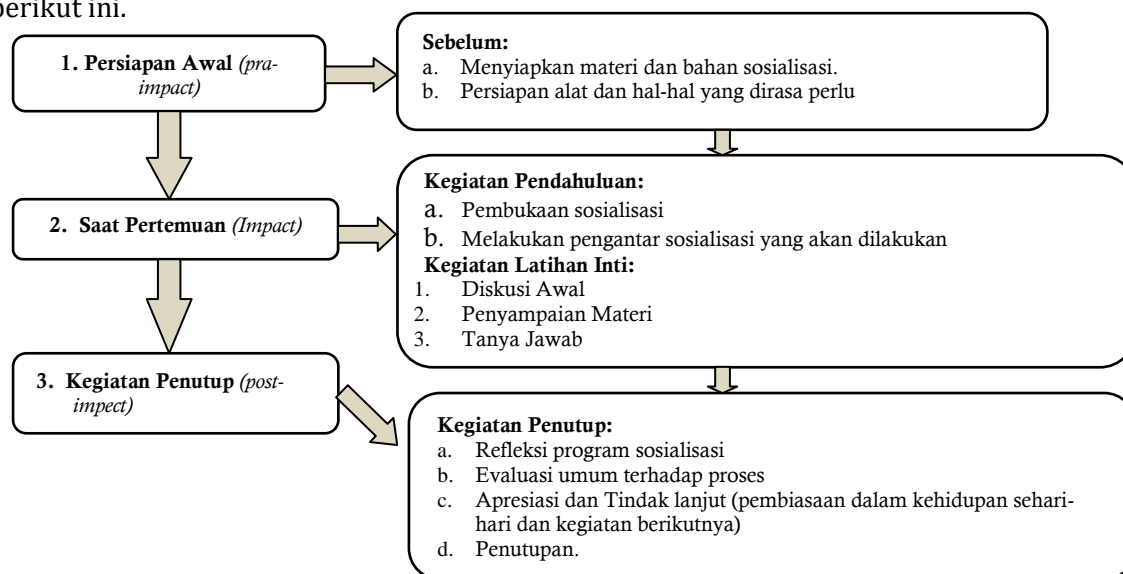 berikut ini.
1. Persiapan Awal (pra-
impact)
Sebelum:
a. Menyiapkan materi dan bahan sosialisasi.
b. Persiapan alat dan hal-hal yang dirasa perlu
2. Saat Pertemuan (Impact)
Kegiatan Pendahuluan:
a. Pembukaan sosialisasi
b. Melakukan pengantar sosialisasi yang akan dilakukan
Kegiatan Latihan Inti:
1. Diskusi Awal
2. Penyampaian Materi
3. Tanya Jawab
3. Kegiatan Penutup (post-
impect)
Kegiatan Penutup:
a. Refleksi program sosialisasi
b. Evaluasi umum terhadap proses
c. Apresiasi dan Tindak lanjut (pembiasaan dalam kehidupan sehari-
hari dan kegiatan berikutnya)
d. Penutupan.